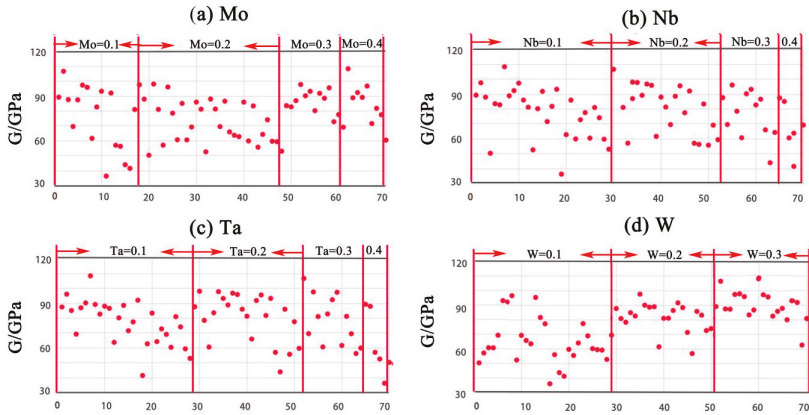 (a) Mo
Mo=0.1 Mo=0.2 Mo=0.3 Mo=0.4
120
90
60
30
G/GPa
0 10 20 30 40 50 60 70
(b) Nb
Nb=0.1 Nb=0.2 Nb=0.3 0.4
120
90
60
30
G/GPa
0 10 20 30 40 50 60 70
(c) Ta
Ta=0.1 Ta=0.2 Ta=0.3 0.4
120
90
60
30
G/GPa
0 10 20 30 40 50 60 70
(d) W
W=0.1 W=0.2 W=0.3
120
90
60
30
G/GPa
0 10 20 30 40 50 60 70